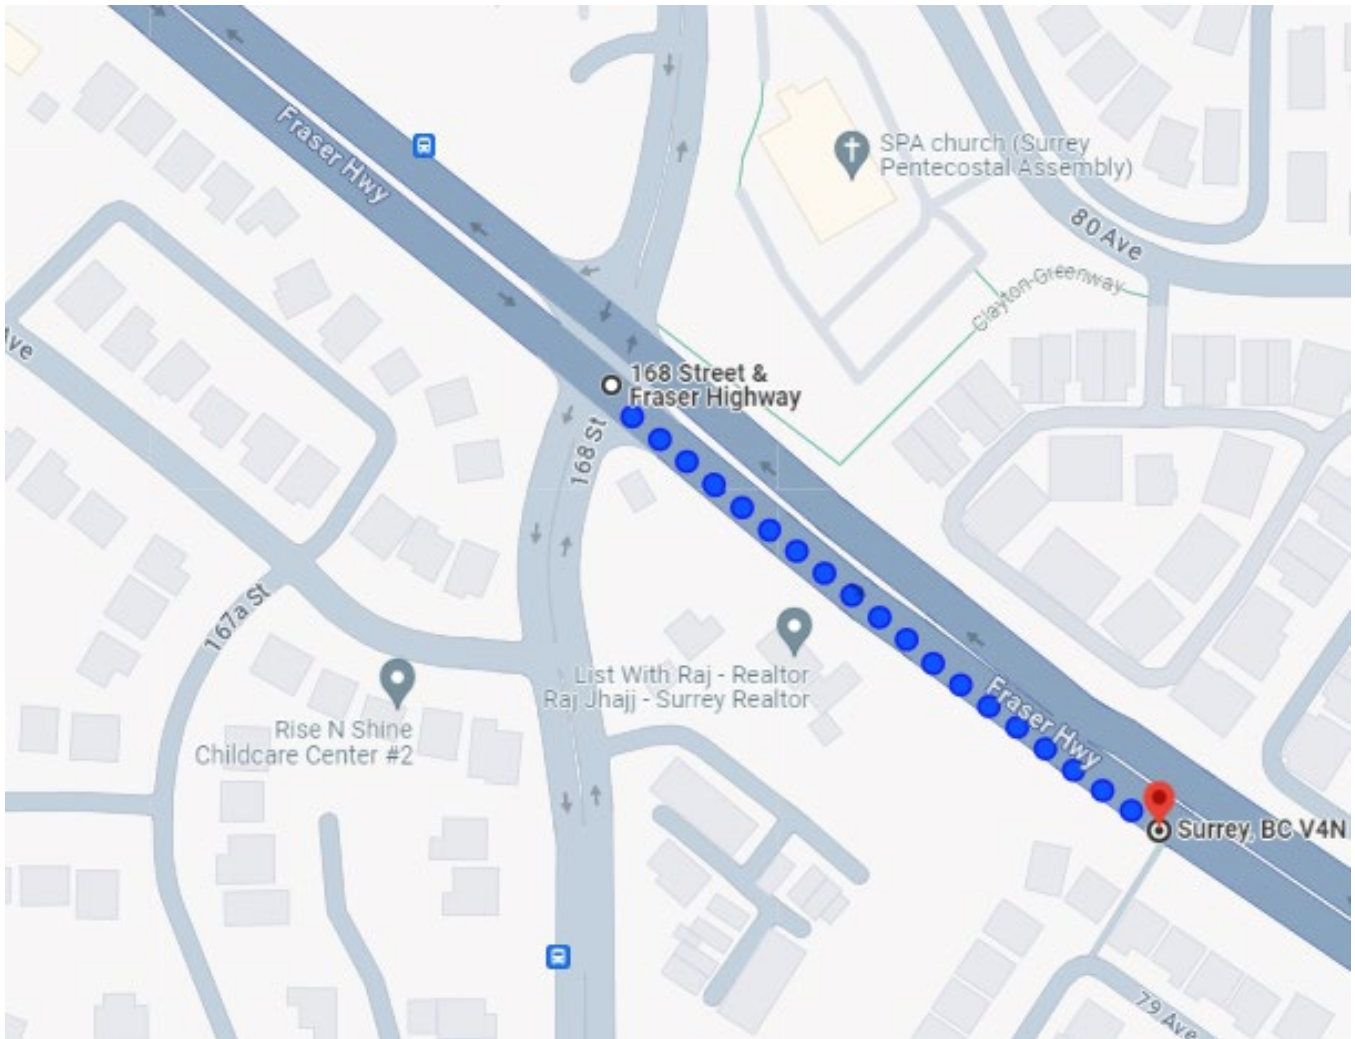 Fraser Hwy
SPA church (Surrey
Pentecostal Assembly)
80 Ave
Clayton Greenway
Ave
168 Street &
Fraser Highway
168 St
167a St
List With Raj - Realtor
Raj Jhajj - Surrey Realtor
Fraser Hwy
Rise N Shine
Childcare Center #2
Surrey, BC V4N
79 Ave